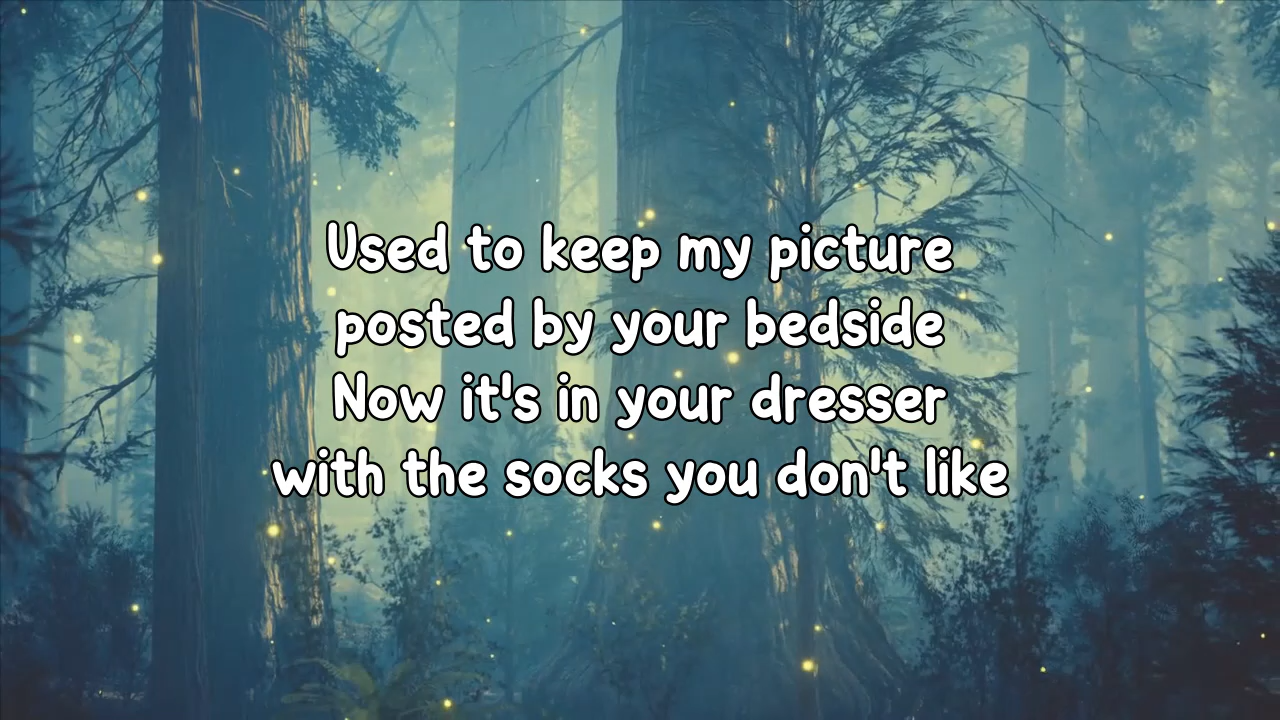 Used to keep my picture
posted by your bedside
Now it's in your dresser
with the socks you don't like